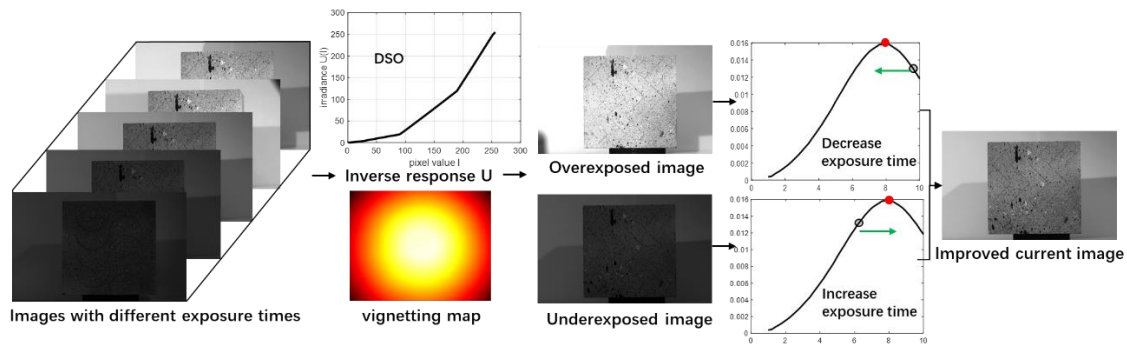 Images with different exposure times
irradiance U(I)
300
250
200
150
100
50
0
DSO
0 50 100 150 200 250 300
pixel value I
Inverse response U
vignetting map
Overexposed image
Underexposed image
0.016
0.014
0.012
0.01
0.008
0.006
0.004
0.002
0
Decrease
exposure time
0 2 4 6 8 10
0.016
0.014
0.012
0.01
0.008
0.006
0.004
0.002
0
Increase
exposure time
0 2 4 6 8 10
Improved current image